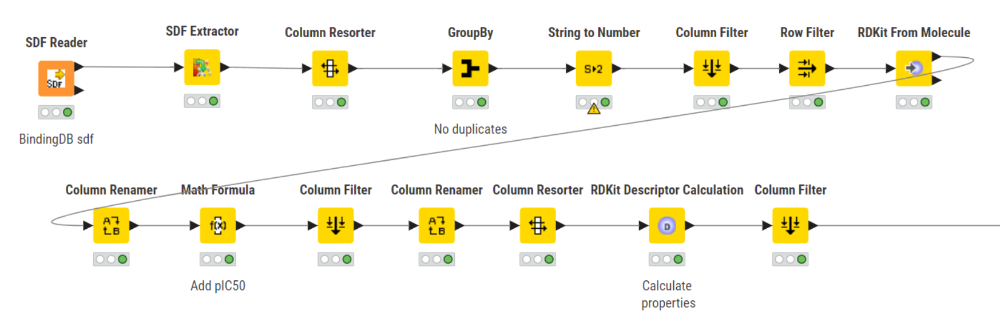 SDF Reader
SDF Extractor
Column Resorter
GroupBy
String to Number
Column Filter
Row Filter
RDKit From Molecule
SDF
S▸2
BindingDB sdf
No duplicates
Column Renamer
Math Formula
Column Filter
Column Renamer
Column Resorter
RDKit Descriptor Calculation
Column Filter
A
B
f(x)
A
B
D
Add pIC50
Calculate
properties